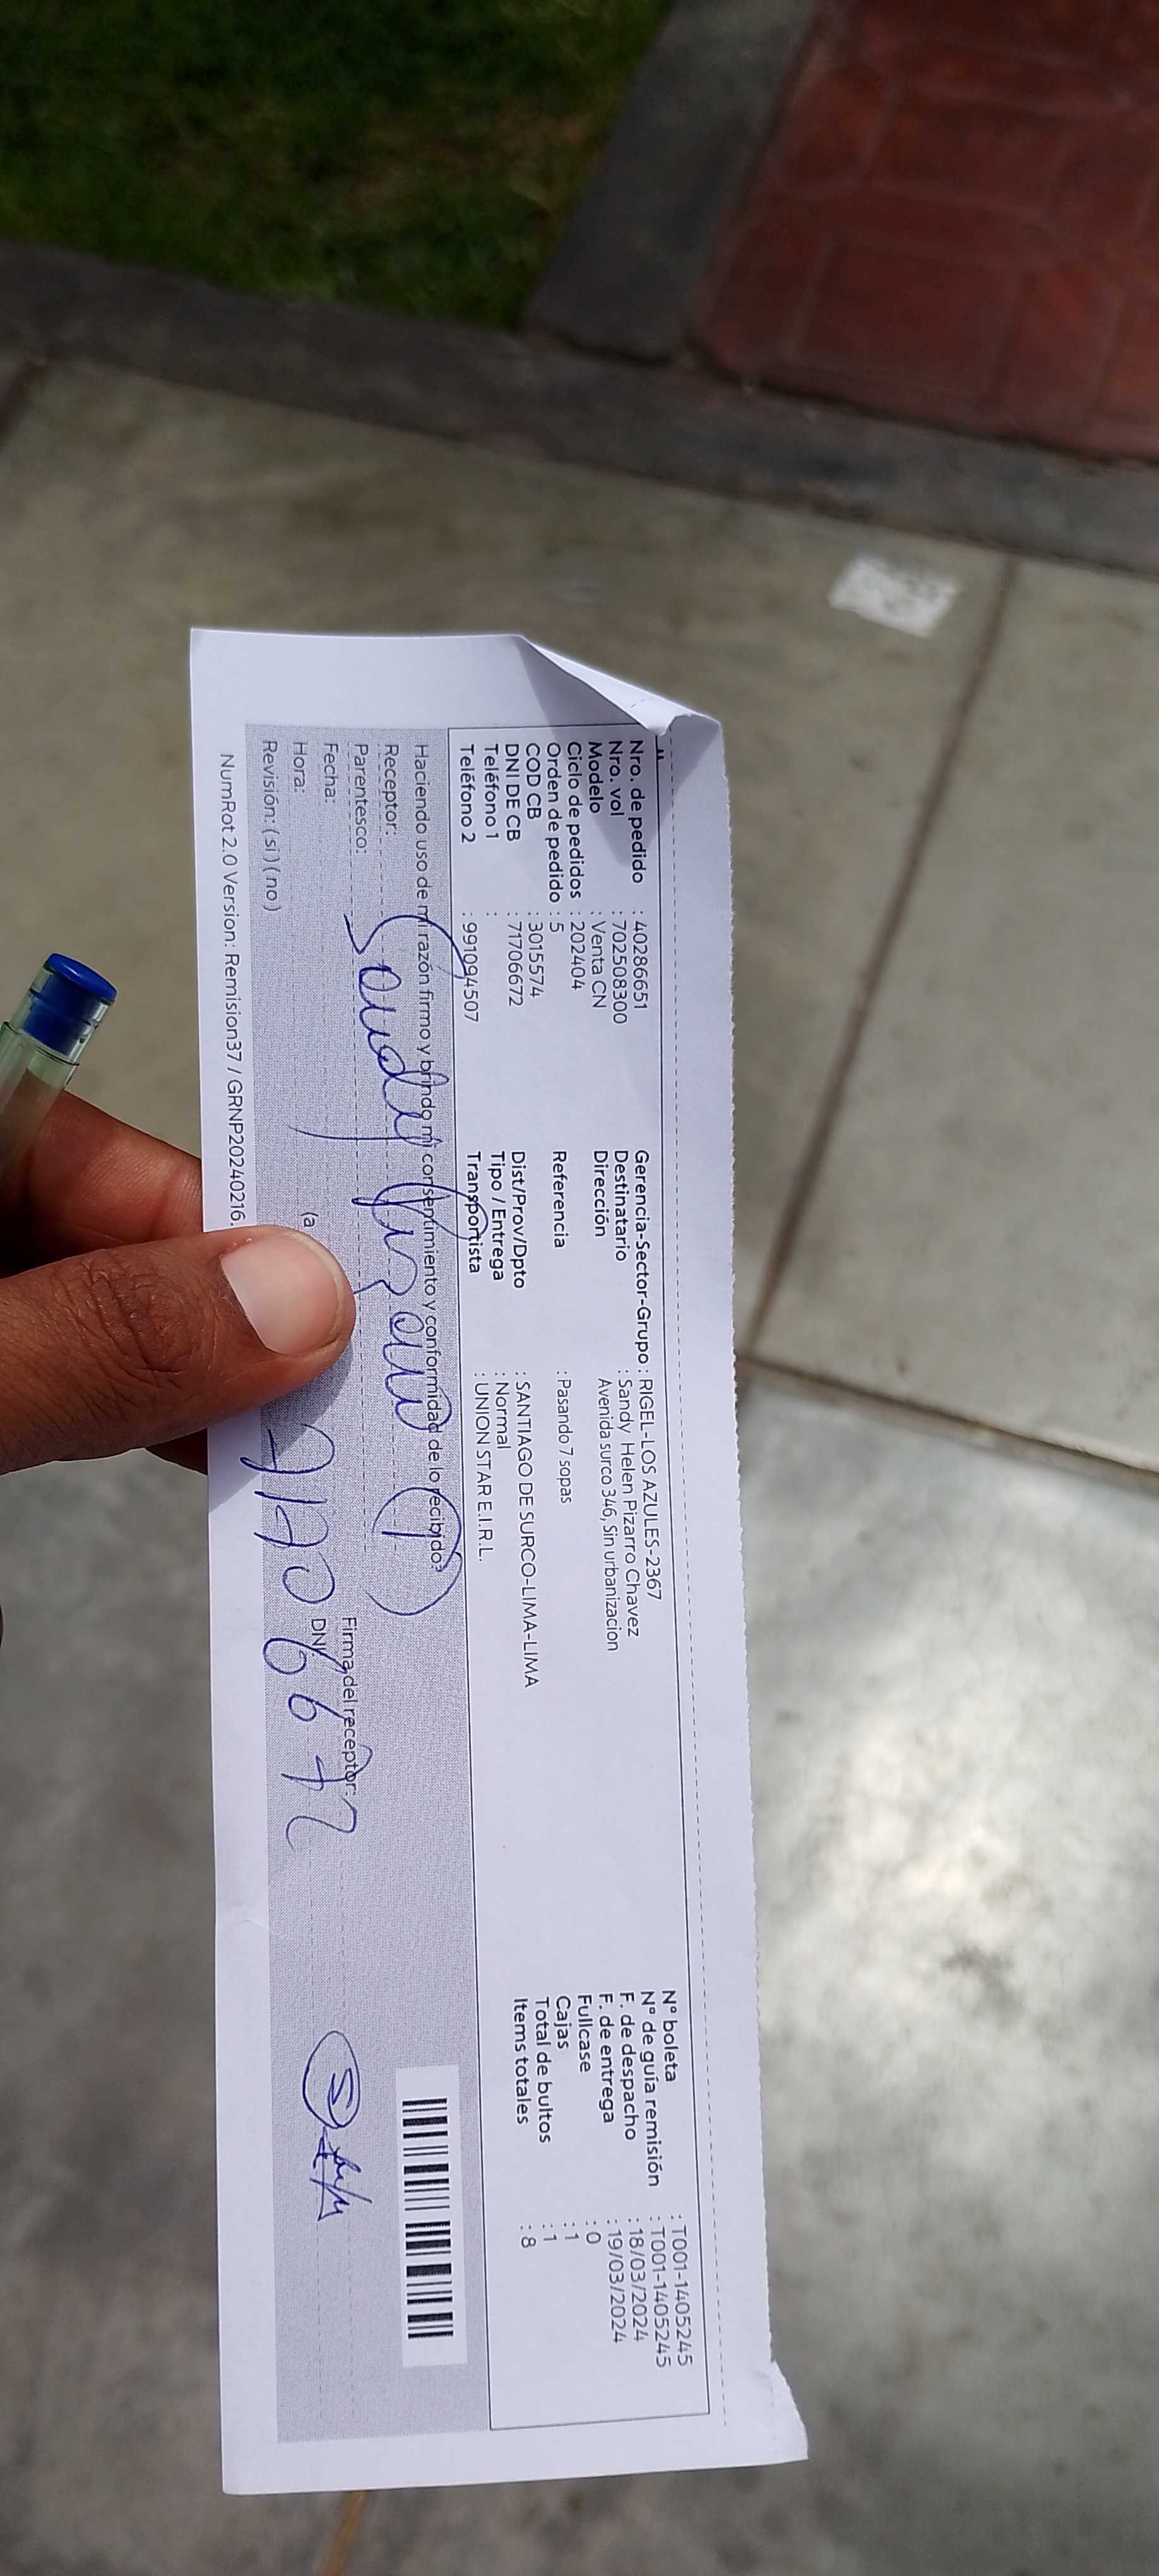 Nro. de pedido : 40286651
Nro. vol : 702508300
Modelo : Venta CN
Ciclo de pedidos : 202404
Orden de pedido : 5
COD CB : 3015574
DNI DE CB : 71706672
Teléfono 1 :
Teléfono 2 : 991094507
Gerencia-Sector-Grupo : RIGEL-LOS AZULES-2367
Destinatario : Sandy Helen Pizarro Chavez
Dirección Avenida surco 346, Sin urbanizacion
Referencia : Pasando 7 sopas
Dist/Prov/Dpto : SANTIAGO DE SURCO-LIMA-LIMA
Tipo / Entrega : Normal
Transportista : UNION STAR E.I.R.L.
N° boleta : T001-1405245
N° de guía remisión : T001-1405245
F. de despacho : 18/03/2024
F. de entrega : 19/03/2024
Fullcase : 0
Cajas : 1
Total de bultos : 1
Items totales : 8
Haciendo uso de mi razón firmo y brindo mi consentimiento y conformidad de lo recibido?
Receptor: Sandy
Parentesco:
Fecha:
Hora: (a
Firma del receptor:
DNI: 71706672
Revisión: ( si ) ( no )
NumRot 2.0 Version: Remision37 / GRNP20240216.